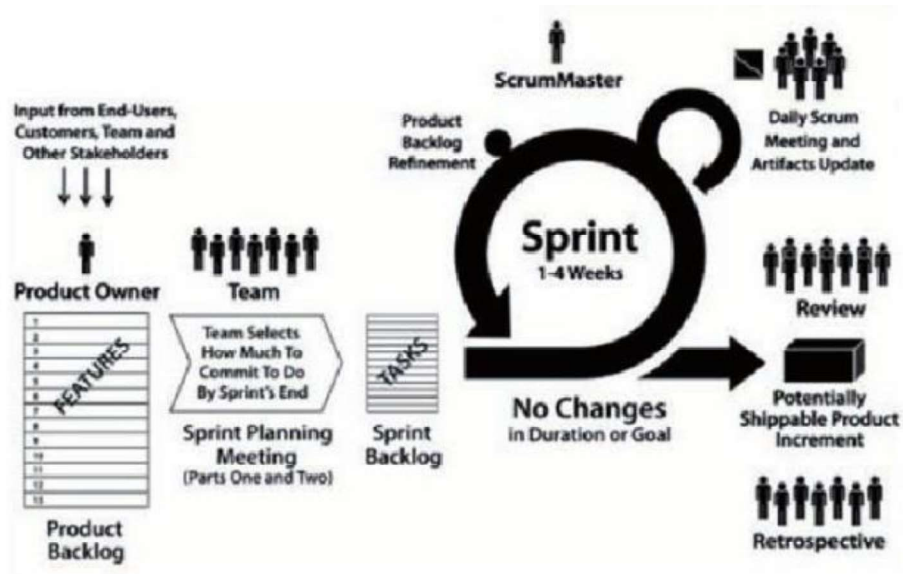 Input from End-Users,
Customers, Team and
Other Stakeholders
Product Owner
1
2
3
4
5
6
7
8
9
10
11
12
13
FEATURES
Product
Backlog
Team
Team Selects
How Much To
Commit To Do
By Sprint's End
Sprint Planning
Meeting
(Parts One and Two)
TASKS
Sprint
Backlog
ScrumMaster
Product
Backlog
Refinement
Sprint
1-4 Weeks
No Changes
in Duration or Goal
Daily Scrum
Meeting and
Artifacts Update
Review
Potentially
Shippable Product
Increment
Retrospective